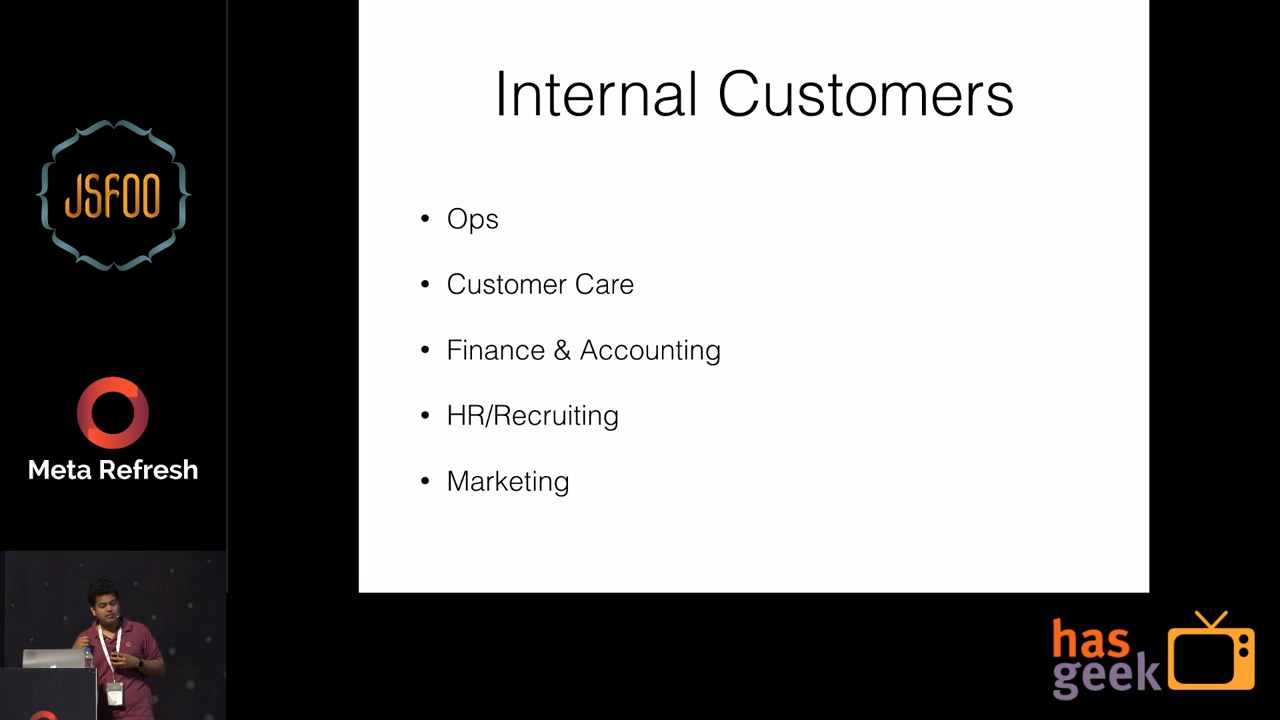 Internal Customers
• Ops
• Customer Care
• Finance & Accounting
• HR/Recruiting
• Marketing
JSFOO
Meta Refresh
has
geek